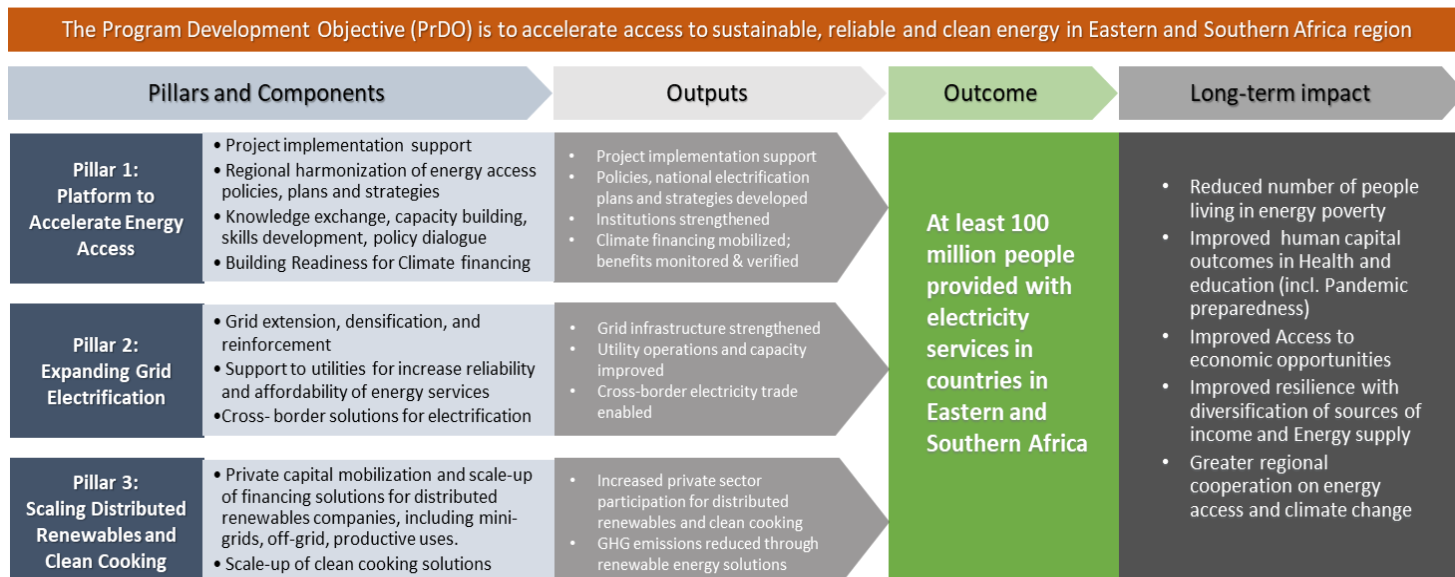 The Program Development Objective (PrDO) is to accelerate access to sustainable, reliable and clean energy in Eastern and Southern Africa region
Pillars and Components
Outputs
Outcome
Long-term impact
Pillar 1:
Platform to
Accelerate Energy
Access
• Project implementation support
• Regional harmonization of energy access
policies, plans and strategies
• Knowledge exchange, capacity building,
skills development, policy dialogue
• Building Readiness for Climate financing
• Project implementation support
• Policies, national electrification
plans and strategies developed
• Institutions strengthened
• Climate financing mobilized;
benefits monitored & verified
Pillar 2:
Expanding Grid
Electrification
• Grid extension, densification, and
reinforcement
• Support to utilities for increase reliability
and affordability of energy services
• Cross- border solutions for electrification
• Grid infrastructure strengthened
• Utility operations and capacity
improved
• Cross-border electricity trade
enabled
Pillar 3:
Scaling Distributed
Renewables and
Clean Cooking
• Private capital mobilization and scale-up
of financing solutions for distributed
renewables companies, including mini-
grids, off-grid, productive uses.
• Scale-up of clean cooking solutions
• Increased private sector
participation for distributed
renewables and clean cooking
• GHG emissions reduced through
renewable energy solutions
At least 100
million people
provided with
electricity
services in
countries in
Eastern and
Southern Africa
• Reduced number of people
living in energy poverty
• Improved human capital
outcomes in Health and
education (incl. Pandemic
preparedness)
• Improved Access to
economic opportunities
• Improved resilience with
diversification of sources of
income and Energy supply
• Greater regional
cooperation on energy
access and climate change